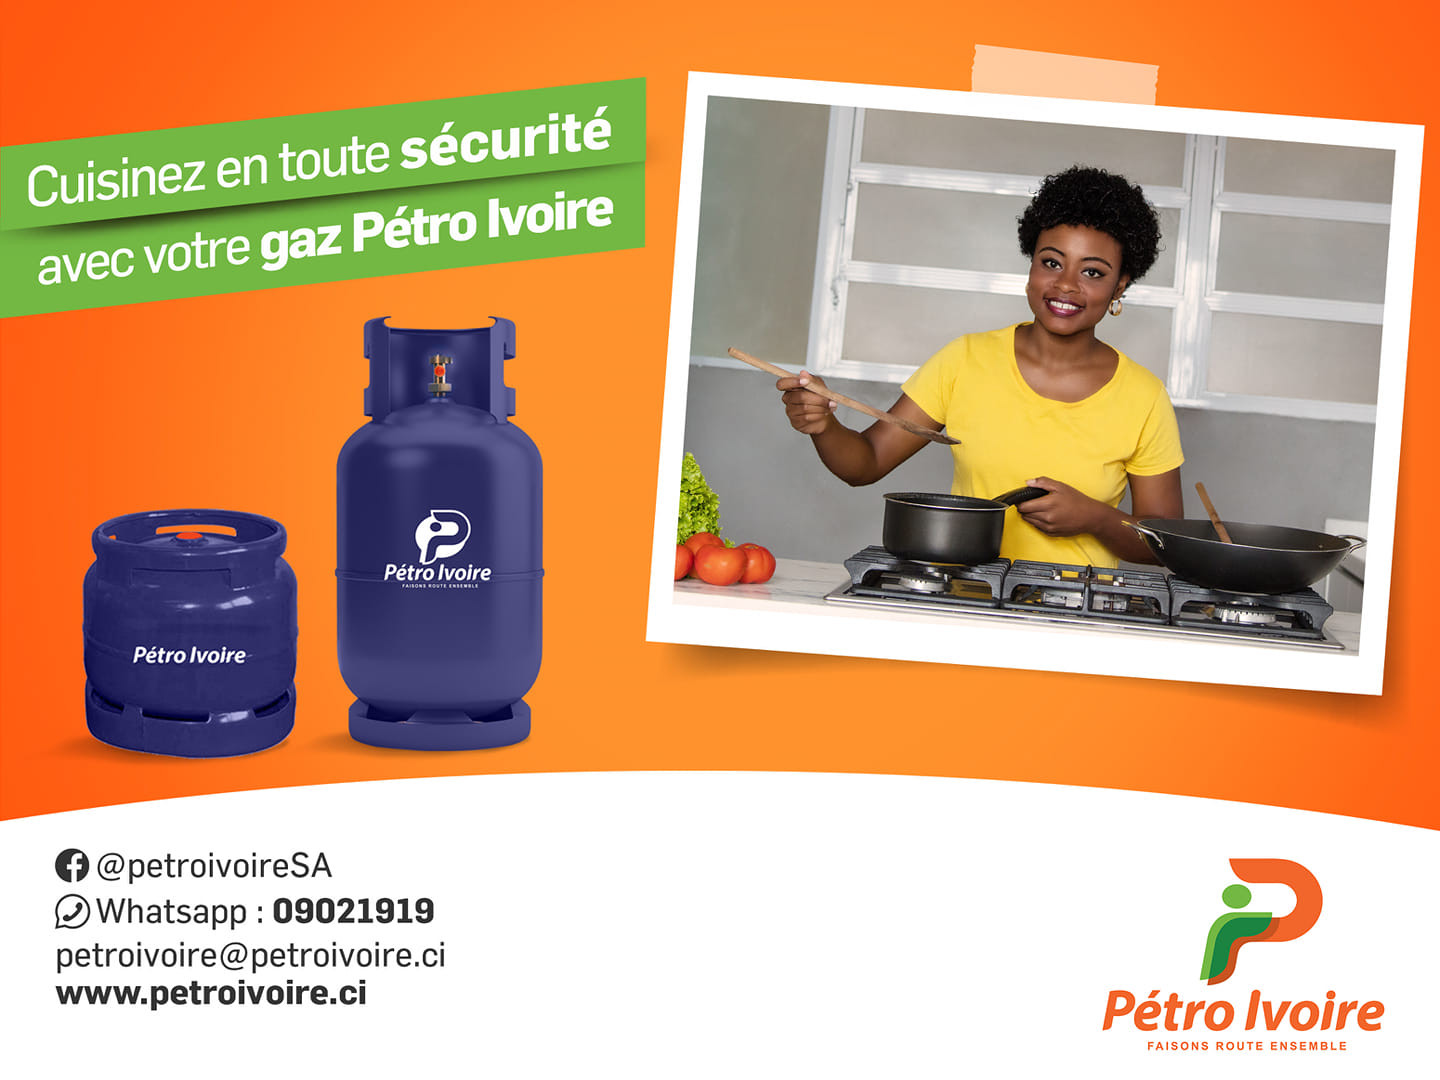 Cuisinez en toute sécurité
avec votre gaz Pétro Ivoire
Pétro Ivoire
Pétro Ivoire
FAISONS ROUTE ENSEMBLE
@petroivoireSA
Whatsapp : 09021919
petroivoire@petroivoire.ci
www.petroivoire.ci
Pétro Ivoire
FAISONS ROUTE ENSEMBLE